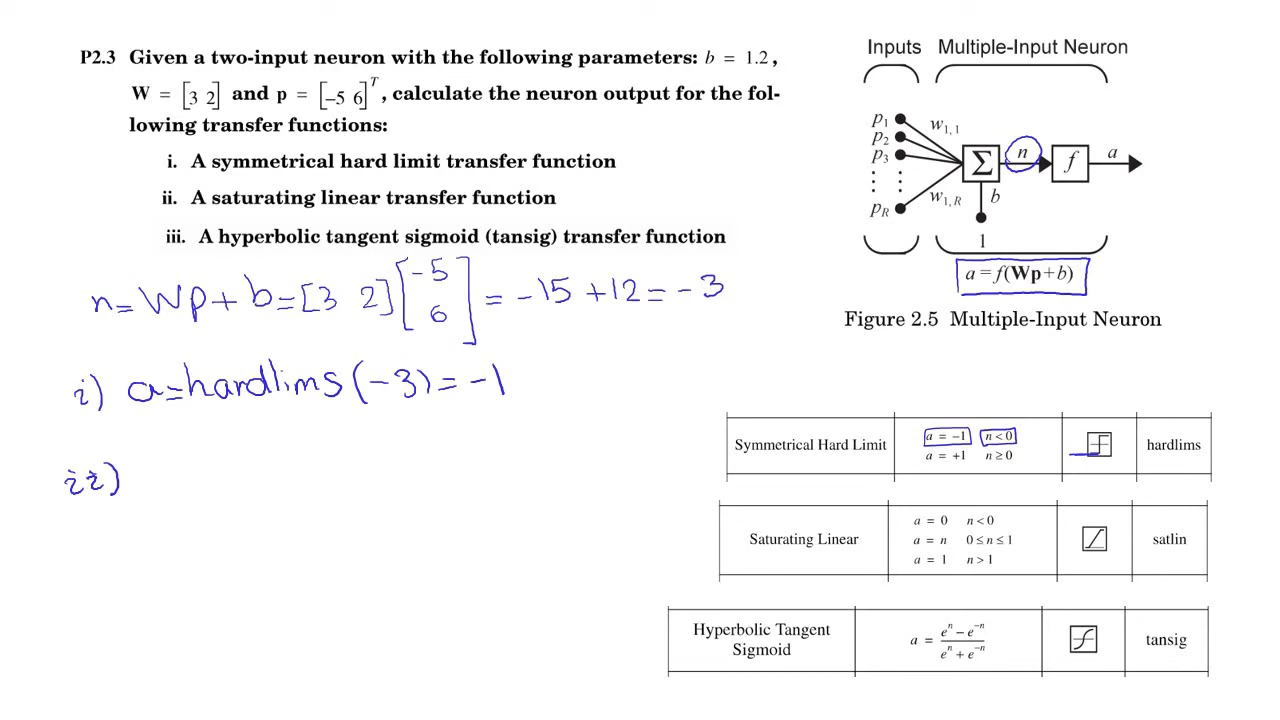 P2.3 Given a two-input neuron with the following parameters: b = 1.2,
W = [3 2] and p = [–5 6]^T, calculate the neuron output for the fol-
lowing transfer functions:
i. A symmetrical hard limit transfer function
ii. A saturating linear transfer function
iii. A hyperbolic tangent sigmoid (tansig) transfer function
n = Wp + b = [3 2] [-5 6] = -15 + 12 = -3
i) a = hardlims (-3) = -1
ii)
Inputs Multiple-Input Neuron
p1
p2
p3
pR
w1,1
w1,R
Σ n f a
b
1
a = f(Wp + b)
Figure 2.5 Multiple-Input Neuron
Symmetrical Hard Limit a = –1 n < 0 hardlims
a = +1 n ≥ 0
Saturating Linear a = 0 n < 0 satlin
a = n 0 ≤ n ≤ 1
a = 1 n > 1
Hyperbolic Tangent
Sigmoid
a = (e^n – e^–n) / (e^n + e^–n)
tansig